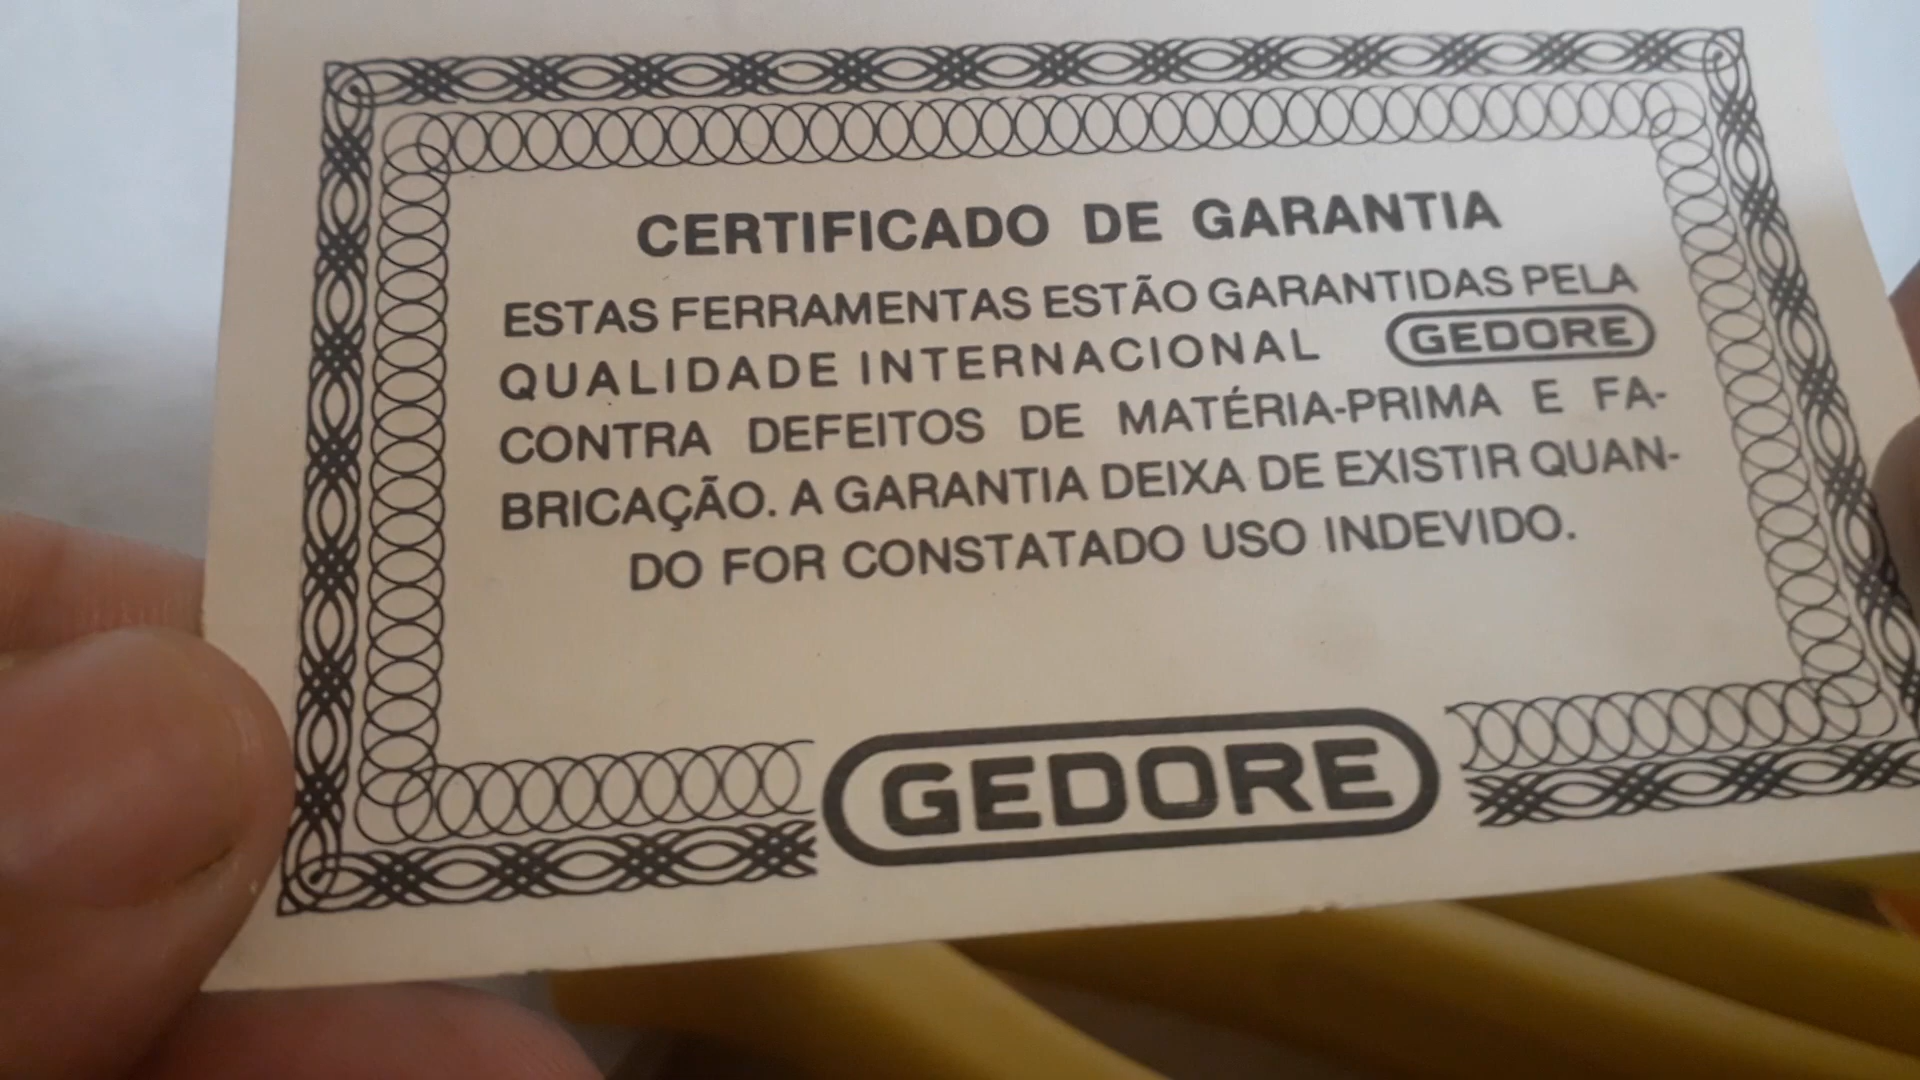 CERTIFICADO DE GARANTIA
ESTAS FERRAMENTAS ESTÃO GARANTIDAS PELA
QUALIDADE INTERNACIONAL GEDORE
CONTRA DEFEITOS DE MATÉRIA-PRIMA E FA-
BRICAÇÃO. A GARANTIA DEIXA DE EXISTIR QUAN-
DO FOR CONSTATADO USO INDEVIDO.
GEDORE